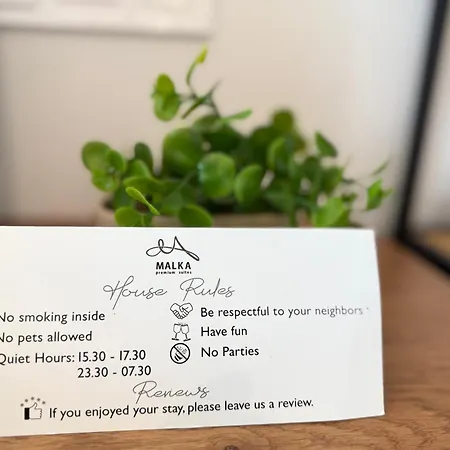 MALKA
premium suites
House Rules
No smoking inside
No pets allowed
Quiet Hours: 15.30 - 17.30
23.30 - 07.30
Be respectful to your neighbors
Have fun
No Parties
Renews
If you enjoyed your stay, please leave us a review.